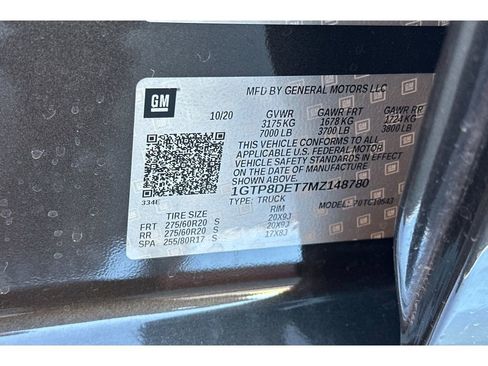 GM
MFD BY GENERAL MOTORS LLC
10/20 GVWR GAWR FRT GAWR RR
3175 KG 1678 KG 1724 KG
7000 LB 3700 LB 3800 LB
THIS VEHICLE CONFORMS TO ALL
APPLICABLE U.S. FEDERAL MOTOR
VEHICLE SAFETY STANDARDS IN
EFFECT ON THE DATE OF
MANUFACTURE
SHOWN ABOVE.
1GTP8DET7MZ148780
TYPE: TRUCK MODEL:
TIRE SIZE RIM
FRT 275/60R20 S 20X9J
RR 275/60R20 S 20X9J
SPA 255/80R17 S 17X8J